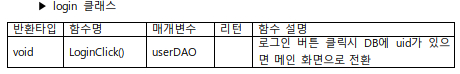 ▶ login 클래스
반환타입 함수명 매개변수 리턴 함수 설명
void LoginClick() userDAO 로그인 버튼 클릭시 DB에 uid가 있으
면 메인 화면으로 전환